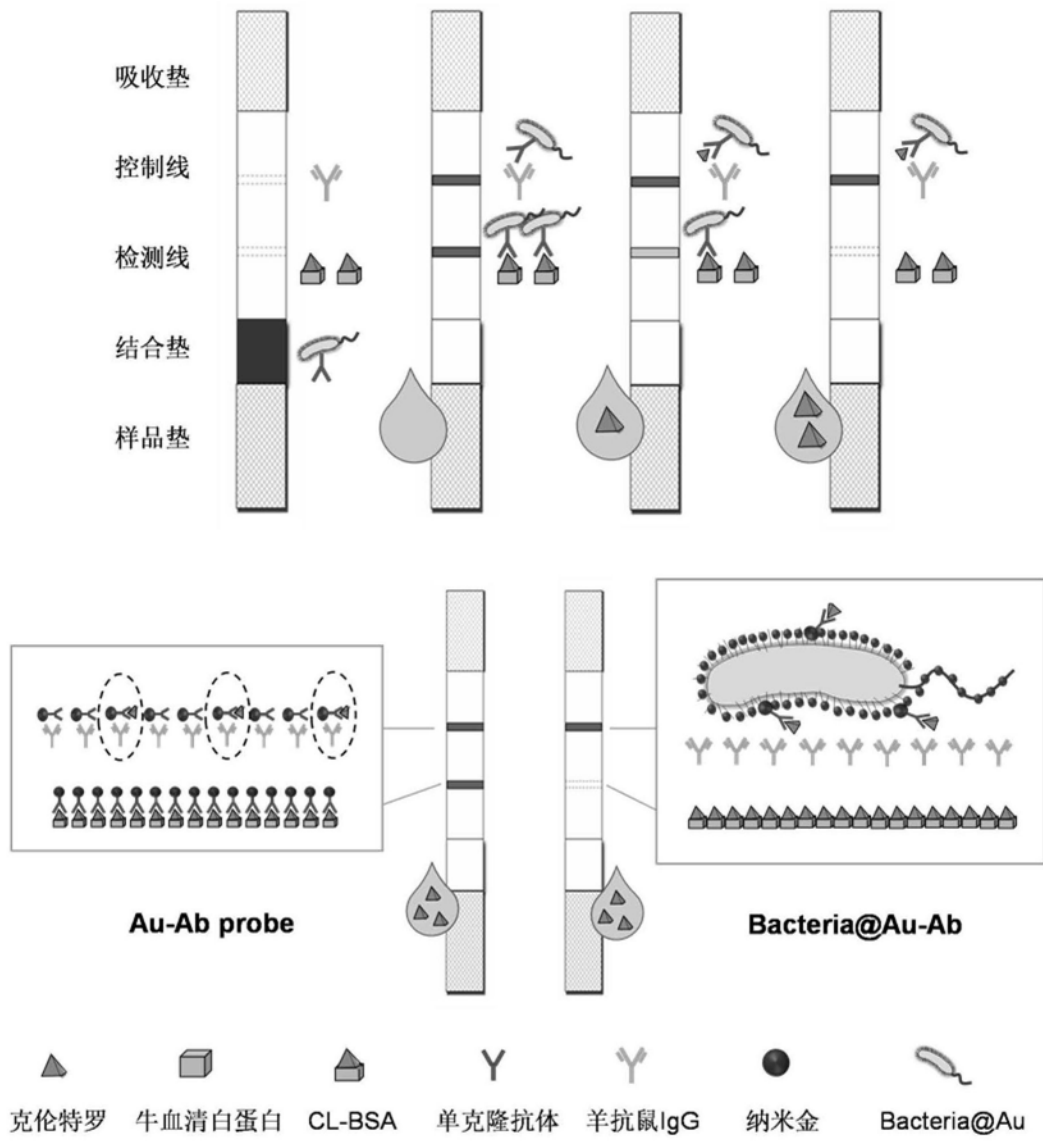 吸收垫
控制线
检测线
结合垫
样品垫
Au-Ab probe
Bacteria@Au-Ab
克伦特罗 牛血清白蛋白 CL-BSA 单克隆抗体 羊抗鼠IgG 纳米金 Bacteria@Au